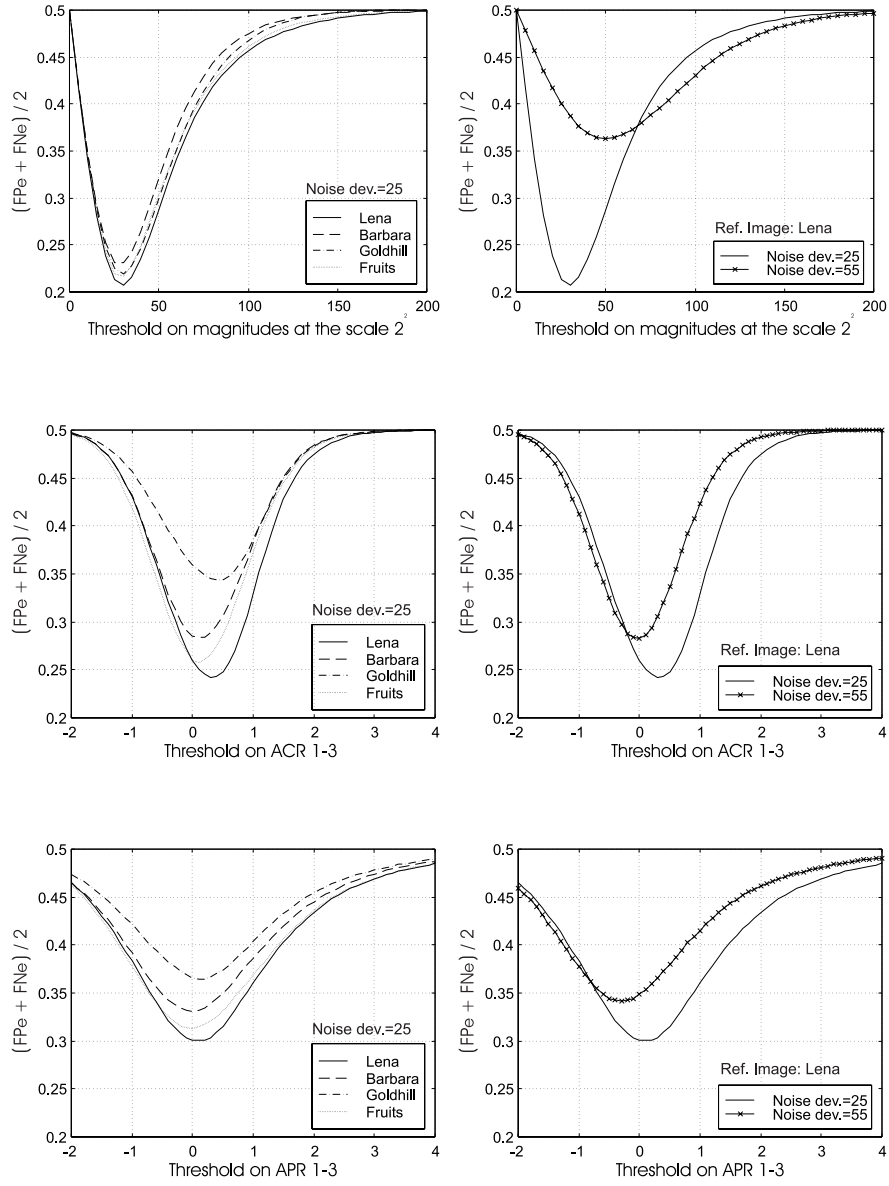 0.5
0.45
0.4
0.35
0.3
0.25
0.2
(FPe + FNe) / 2
Noise dev.=25
Lena
Barbara
Goldhill
Fruits
0 50 100 150 200
Threshold on magnitudes at the scale 2²
0.5
0.45
0.4
0.35
0.3
0.25
0.2
(FPe + FNe) / 2
Ref. Image: Lena
Noise dev.=25
Noise dev.=55
0 50 100 150 200
Threshold on magnitudes at the scale 2²
0.5
0.45
0.4
0.35
0.3
0.25
0.2
(FPe + FNe) / 2
Noise dev.=25
Lena
Barbara
Goldhill
Fruits
-2 -1 0 1 2 3 4
Threshold on ACR 1-3
0.5
0.45
0.4
0.35
0.3
0.25
0.2
(FPe + FNe) / 2
Ref. Image: Lena
Noise dev.=25
Noise dev.=55
-2 -1 0 1 2 3 4
Threshold on ACR 1-3
0.5
0.45
0.4
0.35
0.3
0.25
0.2
(FPe + FNe) / 2
Noise dev.=25
Lena
Barbara
Goldhill
Fruits
-2 -1 0 1 2 3 4
Threshold on APR 1-3
0.5
0.45
0.4
0.35
0.3
0.25
0.2
(FPe + FNe) / 2
Ref. Image: Lena
Noise dev.=25
Noise dev.=55
-2 -1 0 1 2 3 4
Threshold on APR 1-3